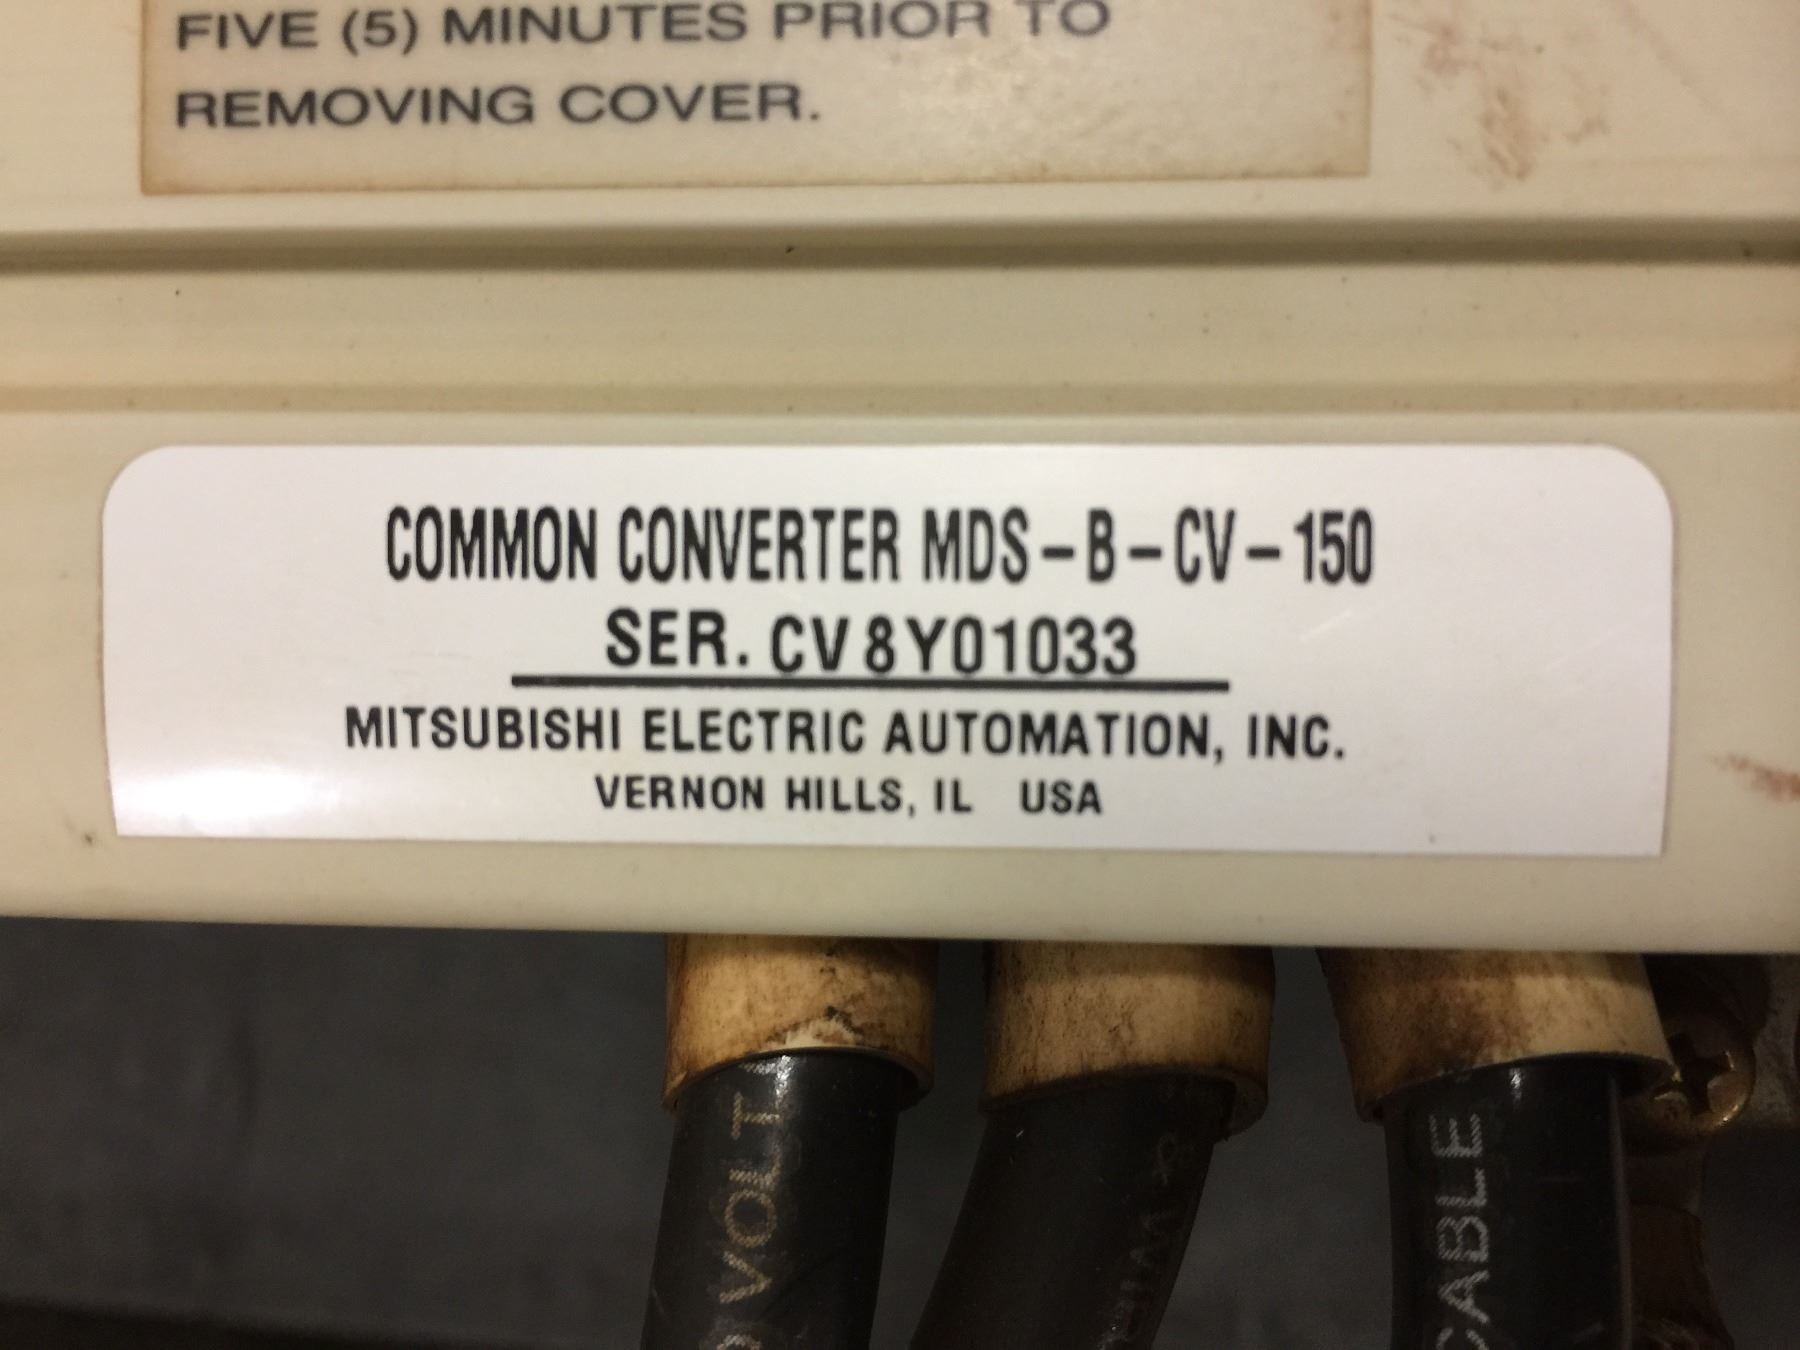 FIVE (5) MINUTES PRIOR TO
REMOVING COVER.
COMMON CONVERTER MDS-B-CV-150
SER. CV8Y01033
MITSUBISHI ELECTRIC AUTOMATION, INC.
VERNON HILLS, IL USA
VOLT
CABLE